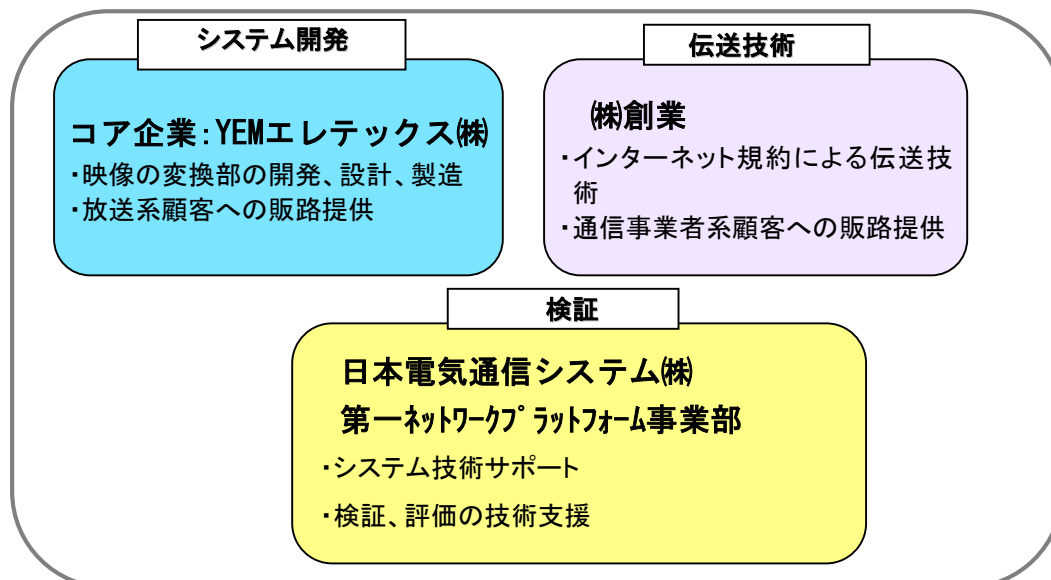 システム開発
コア企業:YEMエレテックス㈱
・映像の変換部の開発、設計、製造
・放送系顧客への販路提供
伝送技術
㈱創業
・インターネット規約による伝送技
術
・通信事業者系顧客への販路提供
検証
日本電気通信システム㈱
第一ﾈｯﾄﾜｰｸﾌﾟﾗｯﾄﾌｫｰﾑ事業部
・システム技術サポート
・検証、評価の技術支援